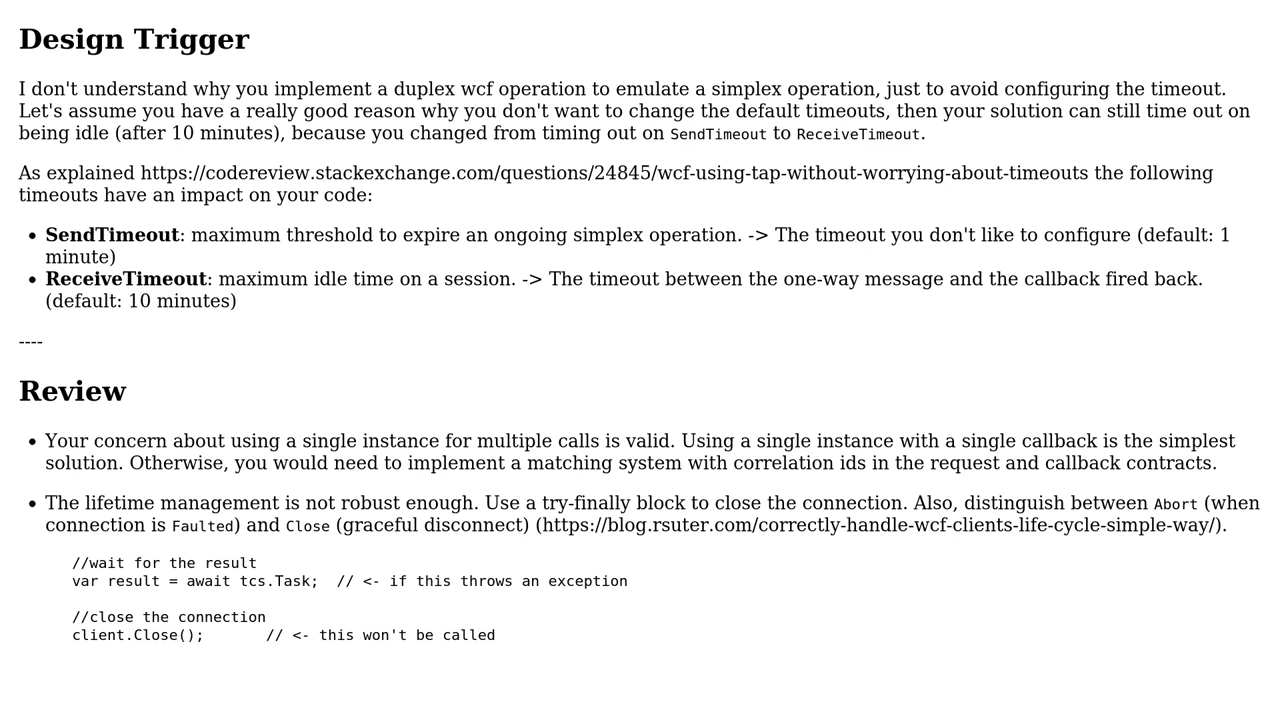 Design Trigger
I don't understand why you implement a duplex wcf operation to emulate a simplex operation, just to avoid configuring the timeout.
Let's assume you have a really good reason why you don't want to change the default timeouts, then your solution can still time out on
being idle (after 10 minutes), because you changed from timing out on SendTimeout to ReceiveTimeout.
As explained https://codereview.stackexchange.com/questions/24845/wcf-using-tap-without-worrying-about-timeouts the following
timeouts have an impact on your code:
• SendTimeout: maximum threshold to expire an ongoing simplex operation. -> The timeout you don't like to configure (default: 1
minute)
• ReceiveTimeout: maximum idle time on a session. -> The timeout between the one-way message and the callback fired back.
(default: 10 minutes)
----
Review
• Your concern about using a single instance for multiple calls is valid. Using a single instance with a single callback is the simplest
solution. Otherwise, you would need to implement a matching system with correlation ids in the request and callback contracts.
• The lifetime management is not robust enough. Use a try-finally block to close the connection. Also, distinguish between Abort (when
connection is Faulted) and Close (graceful disconnect) (https://blog.rsuter.com/correctly-handle-wcf-clients-life-cycle-simple-way/).
//wait for the result
var result = await tcs.Task;  // <- if this throws an exception
//close the connection
client.Close();       // <- this won't be called